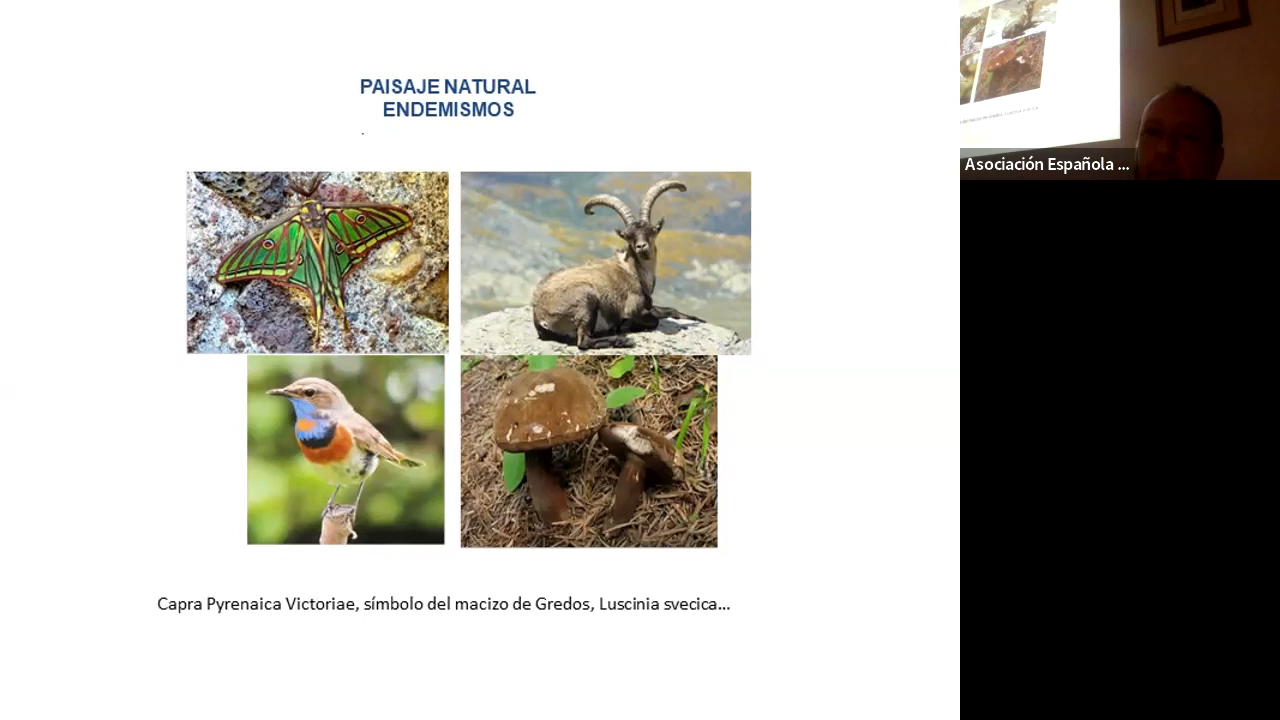 PAISAJE NATURAL
ENDEMISMOS
.
Capra Pyrenaica Victoriae, símbolo del macizo de Gredos, Luscinia svecica...
Asociación Española ...